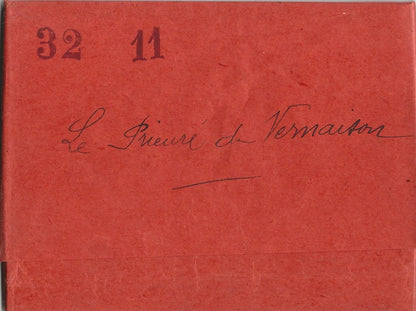 32 11
Le Prieuré de Vernaison